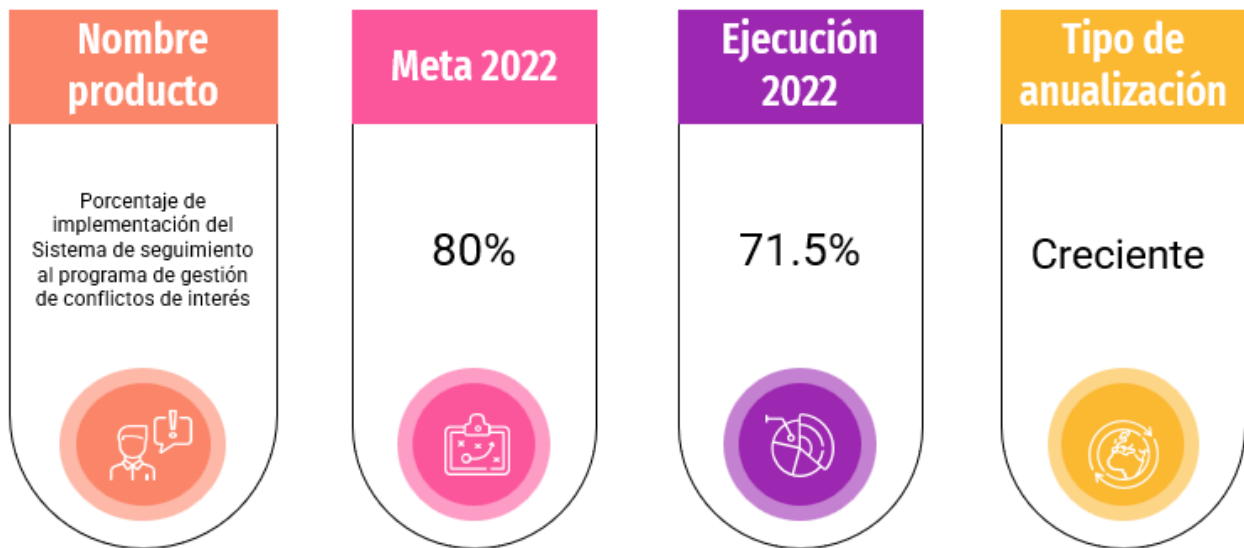 Nombre
producto
Porcentaje de
implementación del
Sistema de seguimiento
al programa de gestión
de conflictos de interés
Meta 2022
80%
Ejecución
2022
71.5%
Tipo de
anualización
Creciente